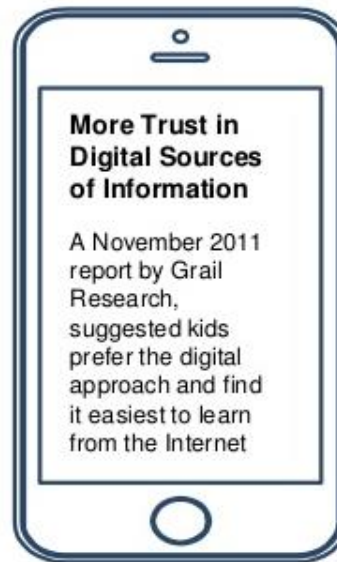 More Trust in
Digital Sources
of Information
A November 2011
report by Grail
Research,
suggested kids
prefer the digital
approach and find
it easiest to learn
from the Internet